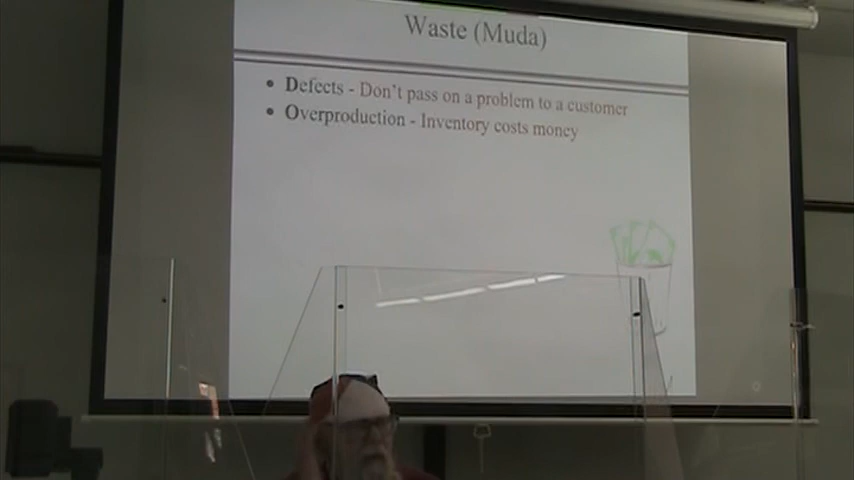 Waste (Muda)
• Defects - Don't pass on a problem to a customer
• Overproduction - Inventory costs money